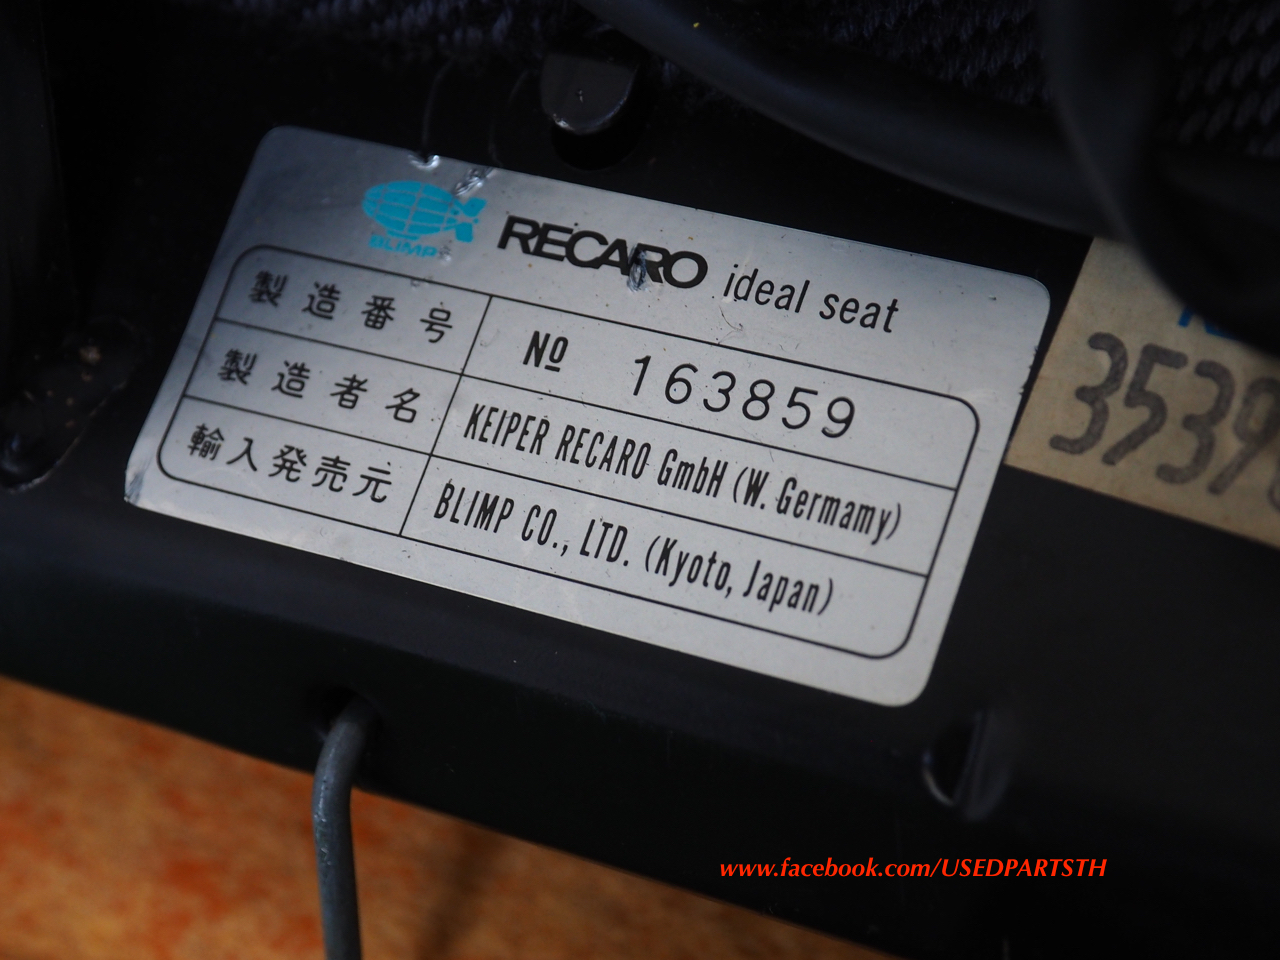 BLIMP
RECARO ideal seat
製造番号 Nº 163859
製造者名 KEIPER RECARO GmbH (W. Germamy)
輸入発売元 BLIMP CO., LTD. (Kyoto, Japan)
3539
www.facebook.com/USEDPARTSTH